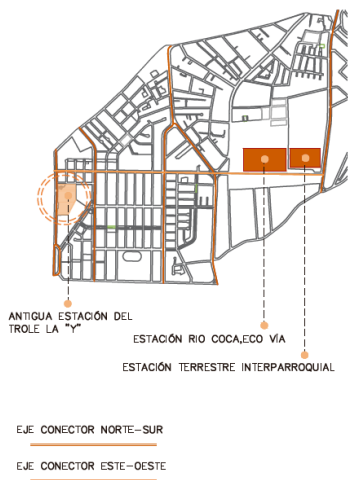 ANTIGUA ESTACIÓN DEL
TROLE LA "Y"
ESTACIÓN RIO COCA,ECO VÍA
ESTACIÓN TERRESTRE INTERPARROQUIAL
EJE CONECTOR NORTE-SUR
EJE CONECTOR ESTE-OESTE